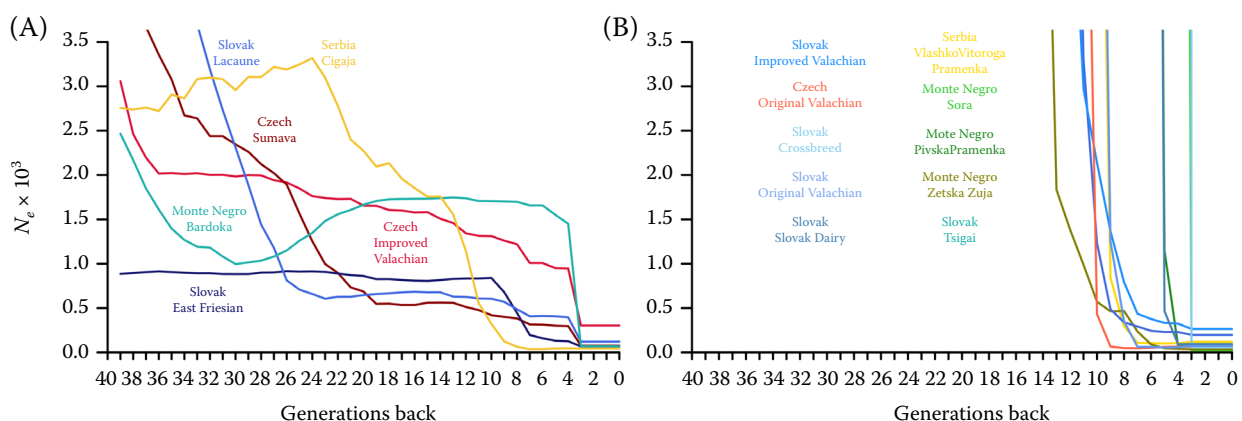 (A)
3.5
3.0
2.5
2.0
1.5
1.0
0.5
0.0
Ne × 10³
Slovak
Lacaune
Serbia
Cigaja
Czech
Sumava
Monte Negro
Bardoka
Czech
Improved
Valachian
Slovak
East Friesian
40 38 36 34 32 30 28 26 24 22 20 18 16 14 12 10 8 6 4 2 0
Generations back
(B)
3.5
3.0
2.5
2.0
1.5
1.0
0.5
0.0
Slovak
Improved Valachian
Czech
Original Valachian
Slovak
Crossbreed
Slovak
Original Valachian
Slovak
Slovak Dairy
Serbia
VlashkoVitoroga
Pramenka
Monte Negro
Sora
Mote Negro
PivskaPramenka
Monte Negro
Zetska Zuja
Slovak
Tsigai
40 38 36 34 32 30 28 26 24 22 20 18 16 14 12 10 8 6 4 2 0
Generations back